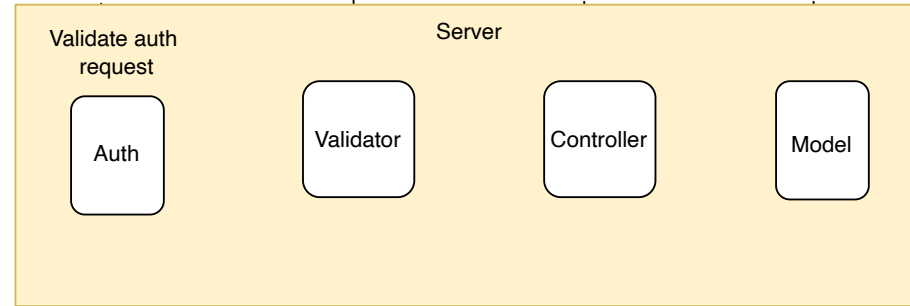 Validate auth
request
Server
Auth
Validator
Controller
Model